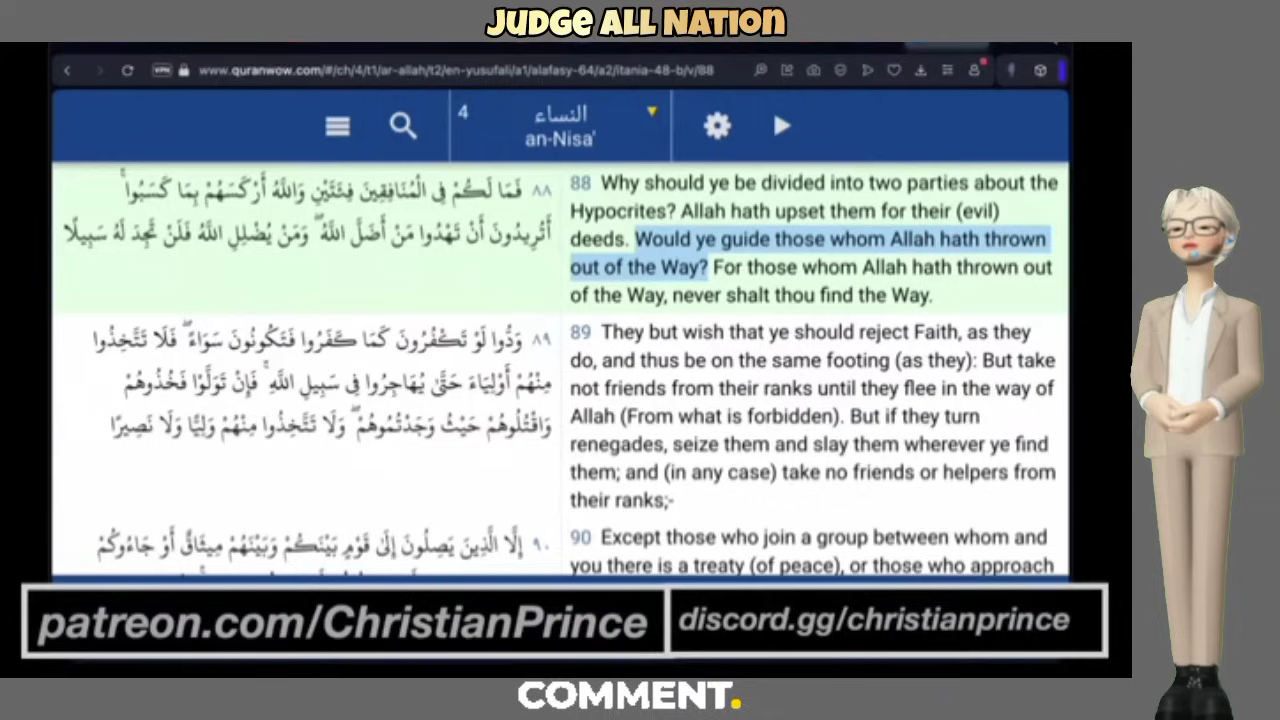 JUDGE ALL NATION
www.quranwow.com/#/ch/4/t1/ar-allah/t2/en-yusufali/a1/alafasy-64/a2/itania-48-b/v/88
VPN
4
النساء
an-Nisa'
٨٨ فَمَا لَكُمْ فِي الْمُنَافِقِينَ فِئَتَيْنِ وَاللَّهُ أَرْكَسَهُمْ بِمَا كَسَبُوا ۚ
أَتُرِيدُونَ أَنْ تَهْدُوا مَنْ أَضَلَّ اللَّهُ ۖ وَمَنْ يُضْلِلِ اللَّهُ فَلَنْ تَجِدَ لَهُ سَبِيلًا
88 Why should ye be divided into two parties about the
Hypocrites? Allah hath upset them for their (evil)
deeds. Would ye guide those whom Allah hath thrown
out of the Way? For those whom Allah hath thrown out
of the Way, never shalt thou find the Way.
٨٩ وَدُّوا لَوْ تَكْفُرُونَ كَمَا كَفَرُوا فَتَكُونُونَ سَوَاءً ۖ فَلَا تَتَّخِذُوا
مِنْهُمْ أَوْلِيَاءَ حَتَّىٰ يُهَاجِرُوا فِي سَبِيلِ اللَّهِ ۚ فَإِنْ تَوَلَّوْا فَخُذُوهُمْ
وَاقْتُلُوهُمْ حَيْثُ وَجَدْتُمُوهُمْ ۖ وَلَا تَتَّخِذُوا مِنْهُمْ وَلِيًّا وَلَا نَصِيرًا
89 They but wish that ye should reject Faith, as they
do, and thus be on the same footing (as they): But take
not friends from their ranks until they flee in the way of
Allah (From what is forbidden). But if they turn
renegades, seize them and slay them wherever ye find
them; and (in any case) take no friends or helpers from
their ranks;-
٩٠ إِلَّا الَّذِينَ يَصِلُونَ إِلَىٰ قَوْمٍ بَيْنَكُمْ وَبَيْنَهُمْ مِيثَاقٌ أَوْ جَاءُوكُمْ
90 Except those who join a group between whom and
you there is a treaty (of peace), or those who approach
patreon.com/ChristianPrince
discord.gg/christianprince
COMMENT.